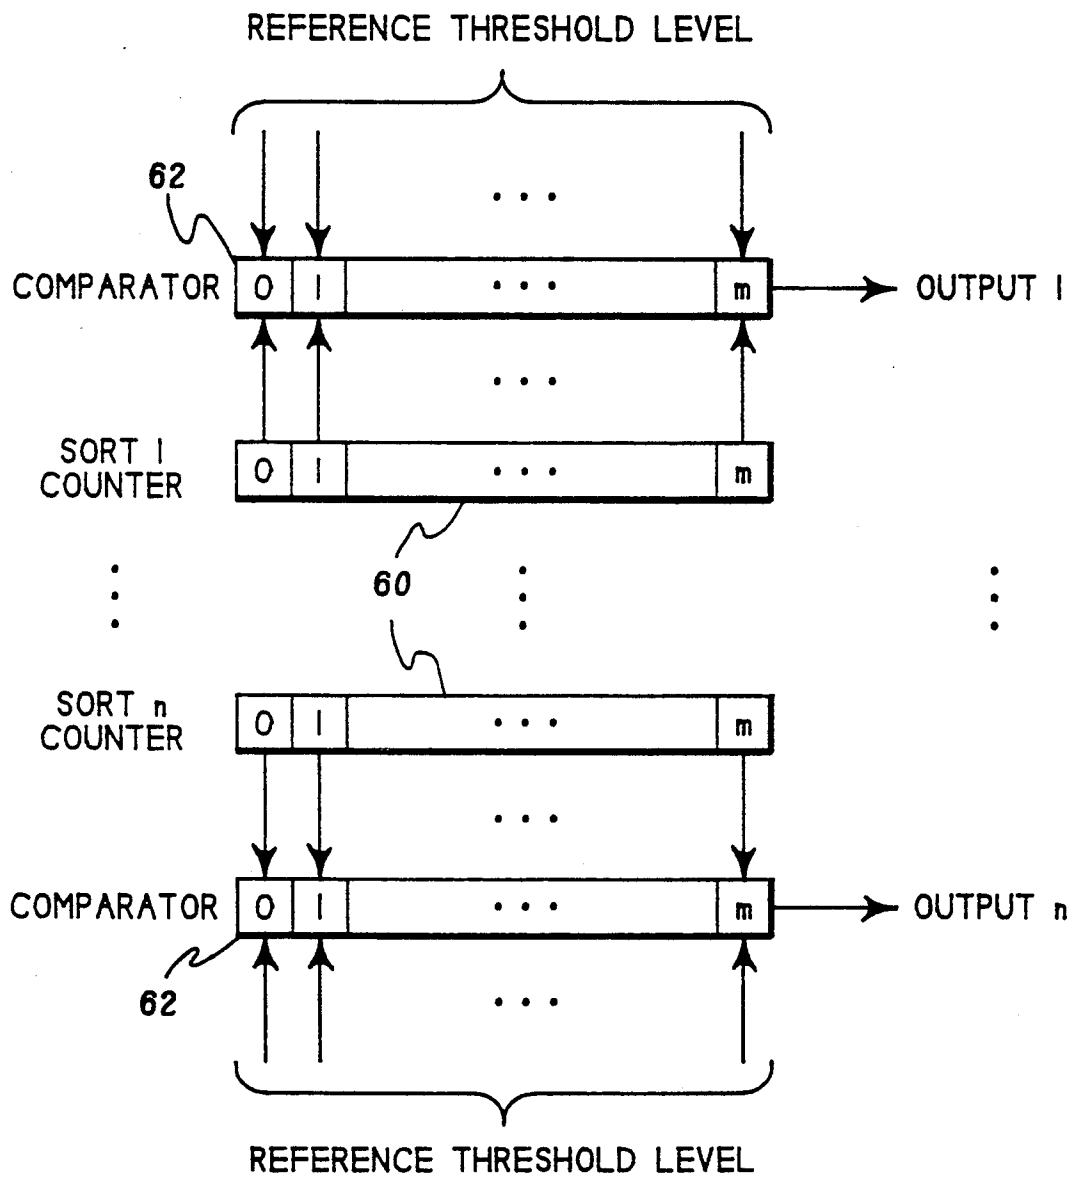 REFERENCE THRESHOLD LEVEL
62
COMPARATOR 0 1 ... m OUTPUT 1
SORT 1 COUNTER 0 1 ... m
60
SORT n COUNTER 0 1 ... m
COMPARATOR 0 1 ... m OUTPUT n
62
REFERENCE THRESHOLD LEVEL